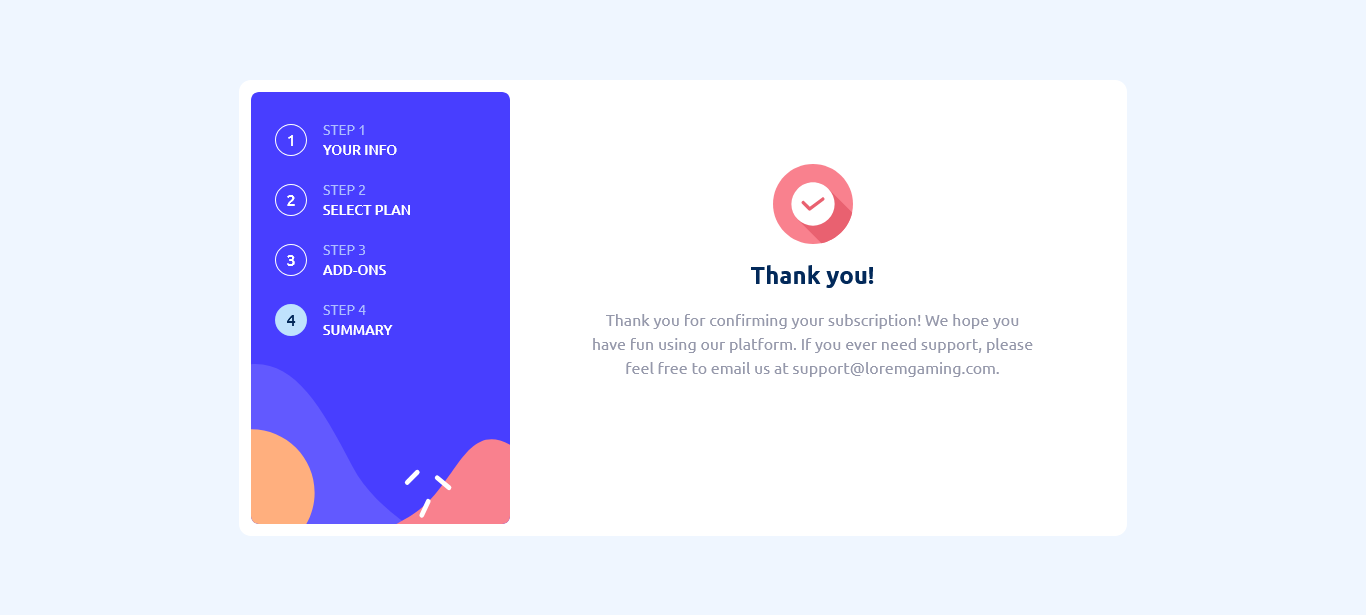 1
STEP 1
YOUR INFO
2
STEP 2
SELECT PLAN
3
STEP 3
ADD-ONS
4
STEP 4
SUMMARY
Thank you!
Thank you for confirming your subscription! We hope you
have fun using our platform. If you ever need support, please
feel free to email us at support@loremgaming.com.